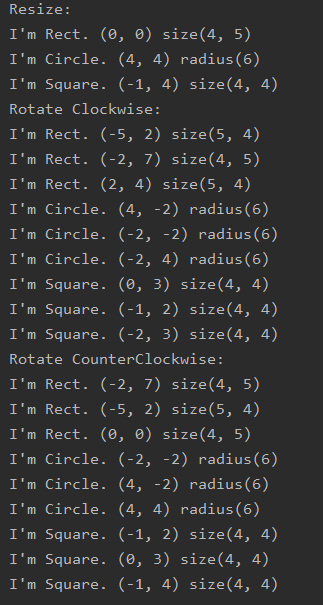 Resize:
I'm Rect. (0, 0) size(4, 5)
I'm Circle. (4, 4) radius(6)
I'm Square. (-1, 4) size(4, 4)
Rotate Clockwise:
I'm Rect. (-5, 2) size(5, 4)
I'm Rect. (-2, 7) size(4, 5)
I'm Rect. (2, 4) size(5, 4)
I'm Circle. (4, -2) radius(6)
I'm Circle. (-2, -2) radius(6)
I'm Circle. (-2, 4) radius(6)
I'm Square. (0, 3) size(4, 4)
I'm Square. (-1, 2) size(4, 4)
I'm Square. (-2, 3) size(4, 4)
Rotate CounterClockwise:
I'm Rect. (-2, 7) size(4, 5)
I'm Rect. (-5, 2) size(5, 4)
I'm Rect. (0, 0) size(4, 5)
I'm Circle. (-2, -2) radius(6)
I'm Circle. (4, -2) radius(6)
I'm Circle. (4, 4) radius(6)
I'm Square. (-1, 2) size(4, 4)
I'm Square. (0, 3) size(4, 4)
I'm Square. (-1, 4) size(4, 4)